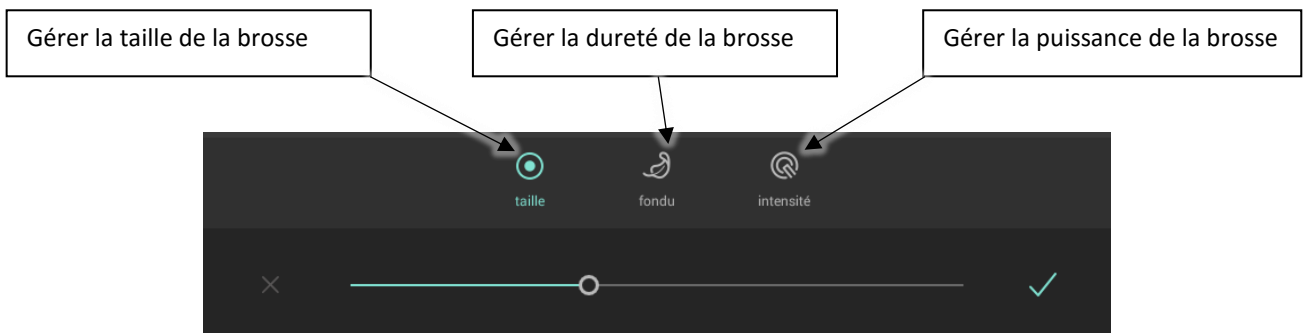 Gérer la taille de la brosse
Gérer la dureté de la brosse
Gérer la puissance de la brosse
taille
fondu
intensité